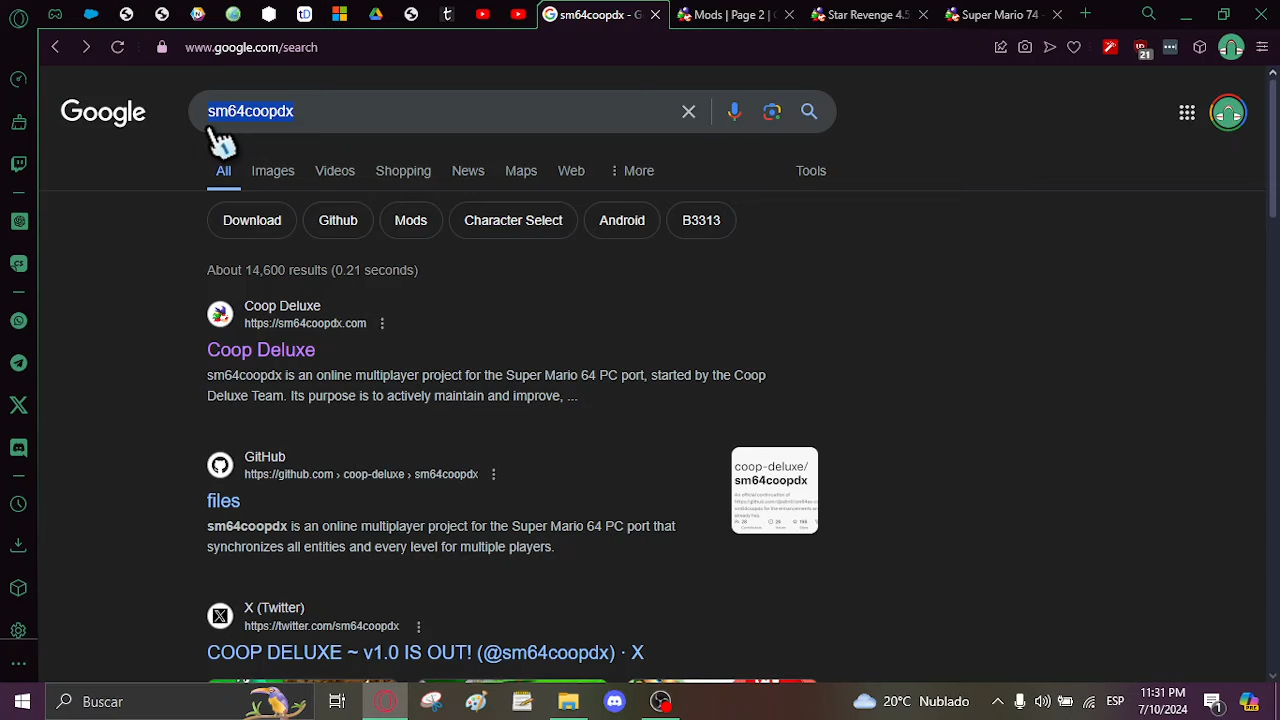 sm64coopdx - G
Mods | Page 2 | C
Star Revenge 4.5
Super Mario 74 -
www.google.com/search
21
Google
sm64coopdx
All
Images
Videos
Shopping
News
Maps
Books
Web
More
Tools
Download
Github
Mods
Character Select
Android
B3313
About 14,600 results (0.21 seconds)
Coop Deluxe
https://sm64coopdx.com
Coop Deluxe
sm64coopdx is an online multiplayer project for the Super Mario 64 PC port, started by the Coop
Deluxe Team. Its purpose is to actively maintain and improve, ...
GitHub
https://github.com › coop-deluxe › sm64coopdx
files
sm64coopdx is an online multiplayer project for the Super Mario 64 PC port that
synchronizes all enities and every level for multiple players.
coop-deluxe/
sm64coopdx
X (Twitter)
https://twitter.com/sm64coopdx
COOP DELUXE ~ v1.0 IS OUT! (@sm64coopdx) · X
Buscar
20°C Nublado
ESP
11:31 PM
7/10/2024